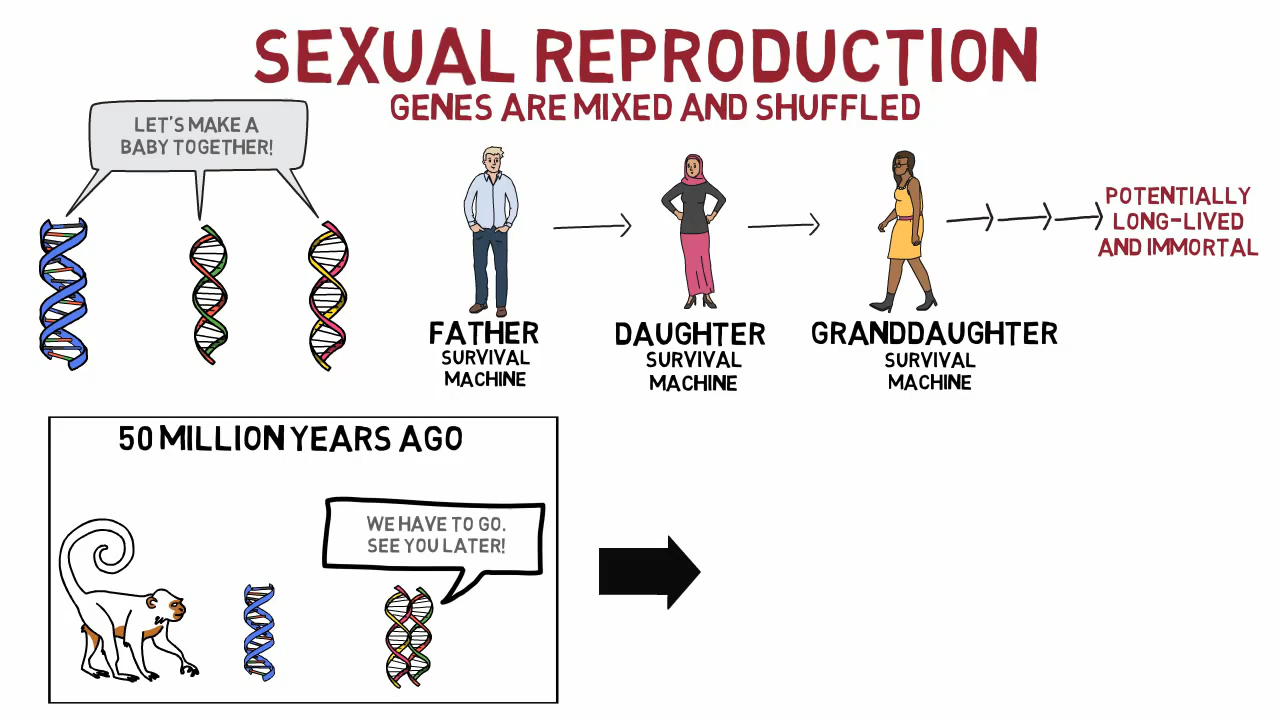 SEXUAL REPRODUCTION
GENES ARE MIXED AND SHUFFLED
LET'S MAKE A
BABY TOGETHER!
POTENTIALLY
LONG-LIVED
AND IMMORTAL
FATHER
SURVIVAL
MACHINE
DAUGHTER
SURVIVAL
MACHINE
GRANDDAUGHTER
SURVIVAL
MACHINE
50 MILLION YEARS AGO
WE HAVE TO GO.
SEE YOU LATER!